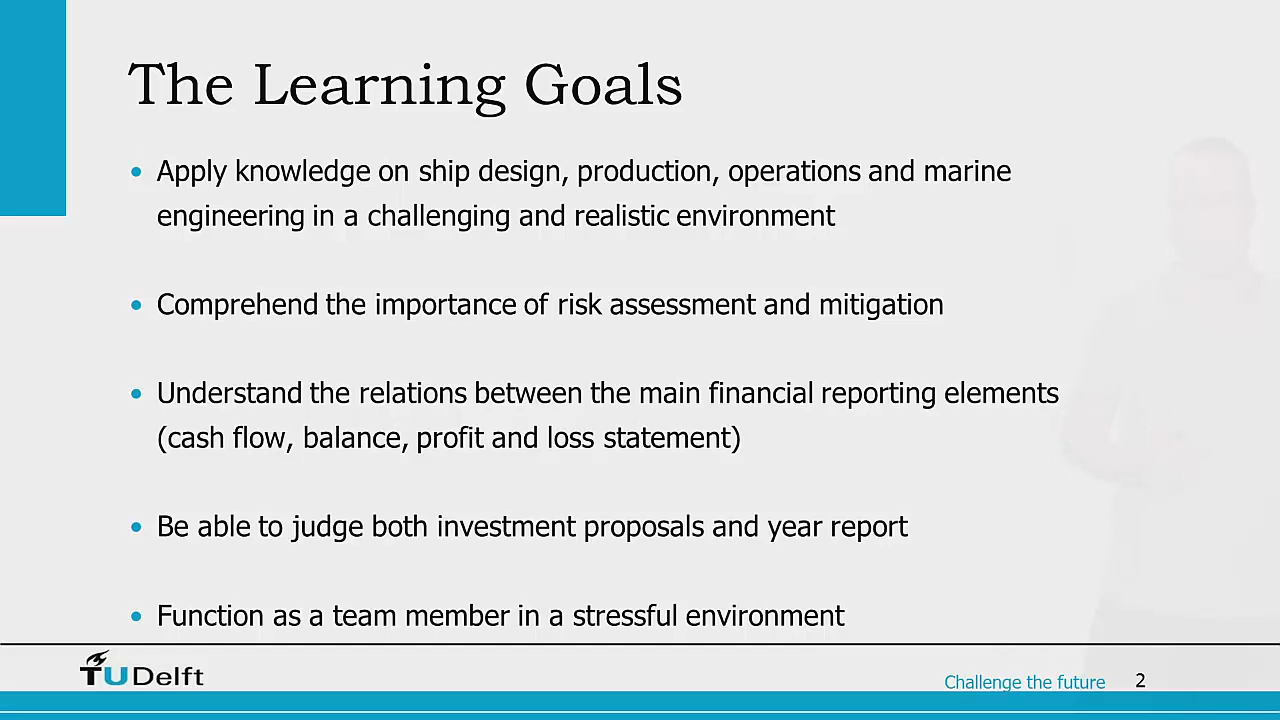 The Learning Goals
• Apply knowledge on ship design, production, operations and marine
engineering in a challenging and realistic environment
• Comprehend the importance of risk assessment and mitigation
• Understand the relations between the main financial reporting elements
(cash flow, balance, profit and loss statement)
• Be able to judge both investment proposals and year report
• Function as a team member in a stressful environment
TU Delft
Challenge the future 2